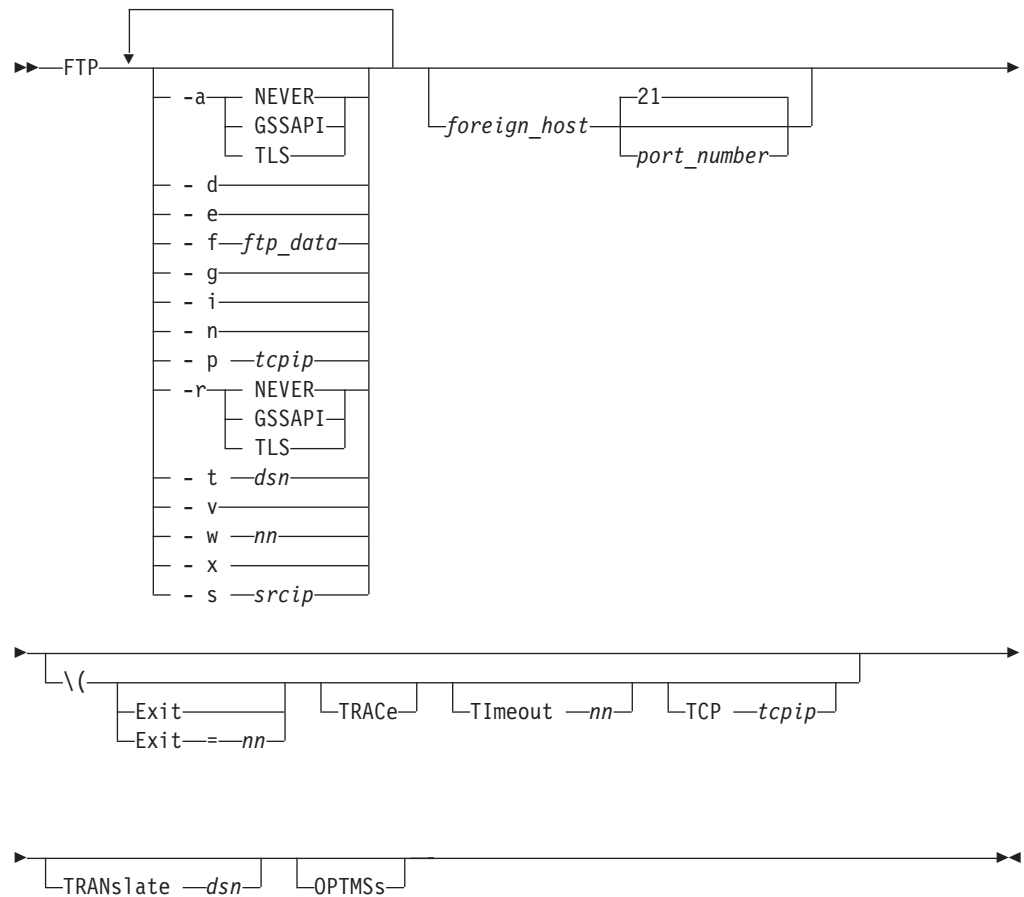 FTP
-a NEVER
GSSAPI
TLS
- d
- e
- f ftp_data
- g
- i
- n
- p tcpip
-r NEVER
GSSAPI
TLS
- t dsn
- v
- w nn
- x
- s srcip
foreign_host 21
port_number
\(
Exit
Exit = nn
TRACe
TImeout nn
TCP tcpip
TRANslate dsn
OPTMSs